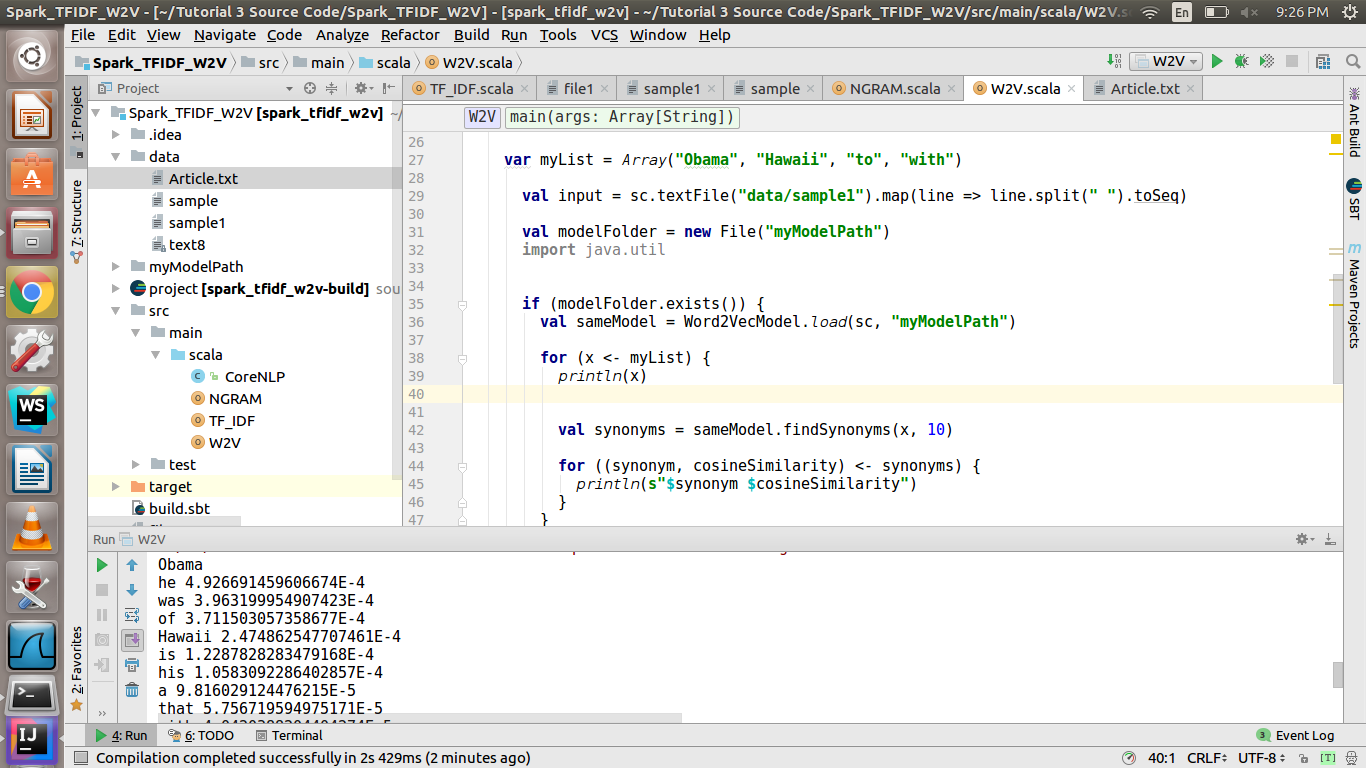 Spark_TFIDF_W2V - [~/Tutorial 3 Source Code/Spark_TFIDF_W2V] - [spark_tfidf_w2v] - ~/Tutorial 3 Source Code/Spark_TFIDF_W2V/src/main/scala/W2V.s
En
9:26 PM
File Edit View Navigate Code Analyze Refactor Build Run Tools VCS Window Help
Spark_TFIDF_W2V src main scala W2V.scala
W2V
Project
TF_IDF.scala file1 sample1 sample NGRAM.scala W2V.scala Article.txt
1: Project
7: Structure
2: Favorites
Spark_TFIDF_W2V [spark_tfidf_w2v] ~/
.idea
data
Article.txt
sample
sample1
text8
myModelPath
project [spark_tfidf_w2v-build] sou
src
main
scala
CoreNLP
NGRAM
TF_IDF
W2V
test
target
build.sbt
W2V main(args: Array[String])
26
27 var myList = Array("Obama", "Hawaii", "to", "with")
28
29 val input = sc.textFile("data/sample1").map(line => line.split(" ").toSeq)
30
31 val modelFolder = new File("myModelPath")
32 import java.util
33
34
35 if (modelFolder.exists()) {
36 val sameModel = Word2VecModel.load(sc, "myModelPath")
37
38 for (x <- myList) {
39 println(x)
40
41
42 val synonyms = sameModel.findSynonyms(x, 10)
43
44 for ((synonym, cosineSimilarity) <- synonyms) {
45 println(s"$synonym $cosineSimilarity")
46 }
47 }
Ant Build
SBT
m Maven Projects
Run W2V
Obama
he 4.926691459606674E-4
was 3.963199954907423E-4
of 3.711503057358677E-4
Hawaii 2.474862547707461E-4
is 1.2287828283479168E-4
his 1.0583092286402857E-4
a 9.816029124476215E-5
that 5.756719594975171E-5
WS
IJ
4: Run 6: TODO Terminal 3 Event Log
Compilation completed successfully in 2s 429ms (2 minutes ago) 40:1 CRLF UTF-8 [T]